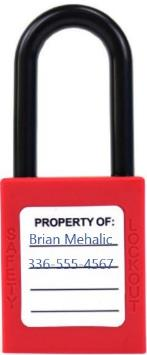 PROPERTY OF:
Brian Mehalic
336-555-4567
SAFETY
LOCKOUT